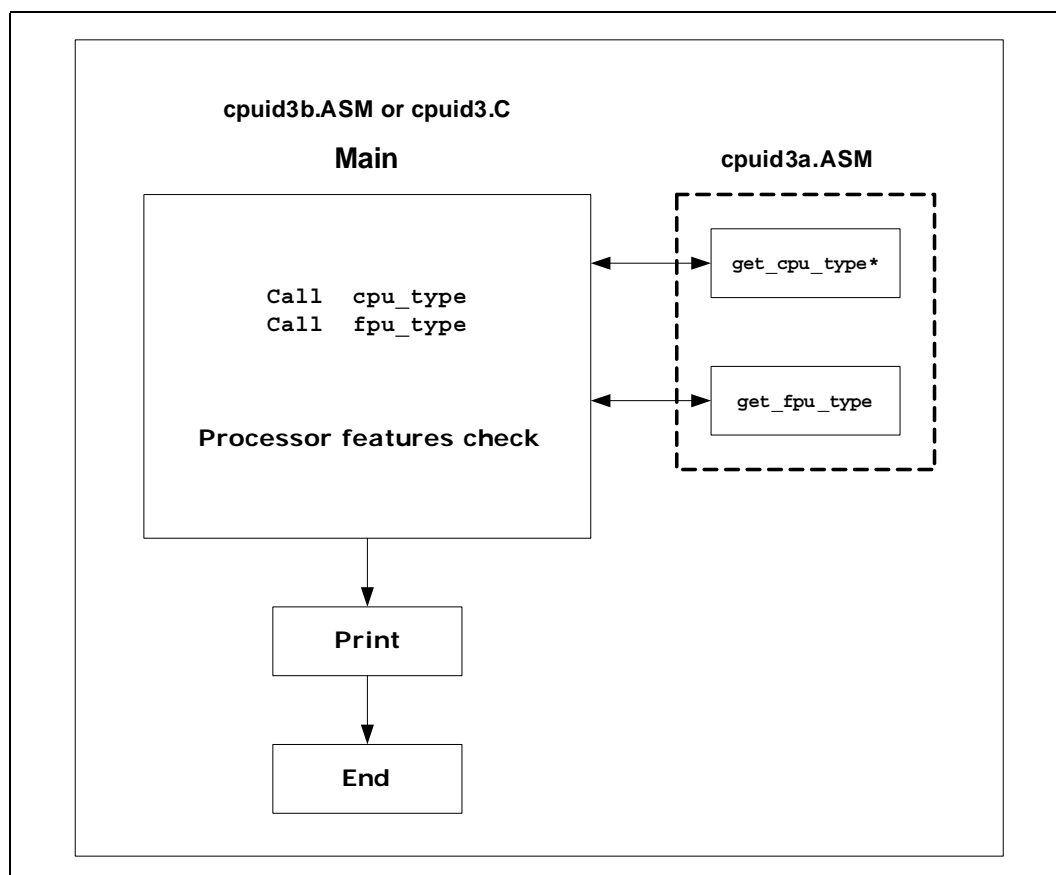 cpuid3b.ASM or cpuid3.C
Main
cpuid3a.ASM
get_cpu_type*
Call cpu_type
Call fpu_type
get_fpu_type
Processor features check
Print
End